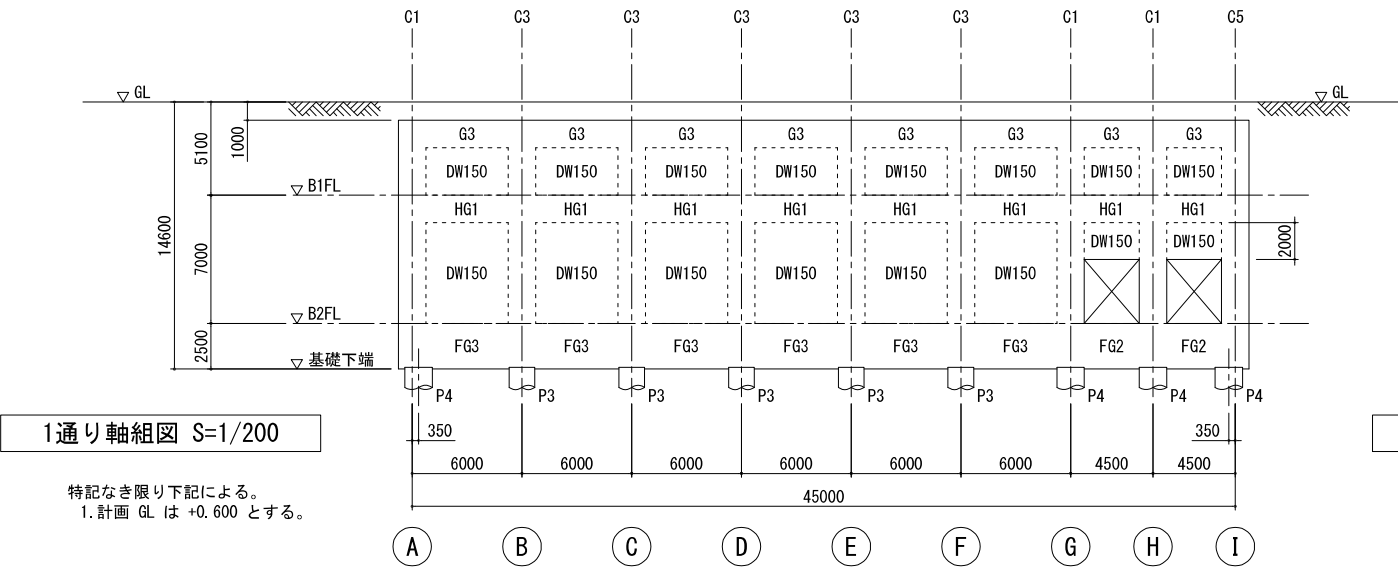 C1 C3 C3 C3 C3 C3 C1 C1 C5
GL GL
5100 1000
G3 G3 G3 G3 G3 G3 G3 G3
DW150 DW150 DW150 DW150 DW150 DW150 DW150 DW150
B1FL
HG1 HG1 HG1 HG1 HG1 HG1 HG1 HG1
14600 7000
DW150 DW150 2000
DW150 DW150 DW150 DW150 DW150 DW150
B2FL
2500
FG3 FG3 FG3 FG3 FG3 FG3 FG2 FG2
基礎下端
P4 P3 P3 P3 P3 P3 P4 P4 P4
1通り軸組図 S=1/200
350 350
6000 6000 6000 6000 6000 6000 4500 4500
45000
特記なき限り下記による。
1.計画 GL は +0.600 とする。
A B C D E F G H I